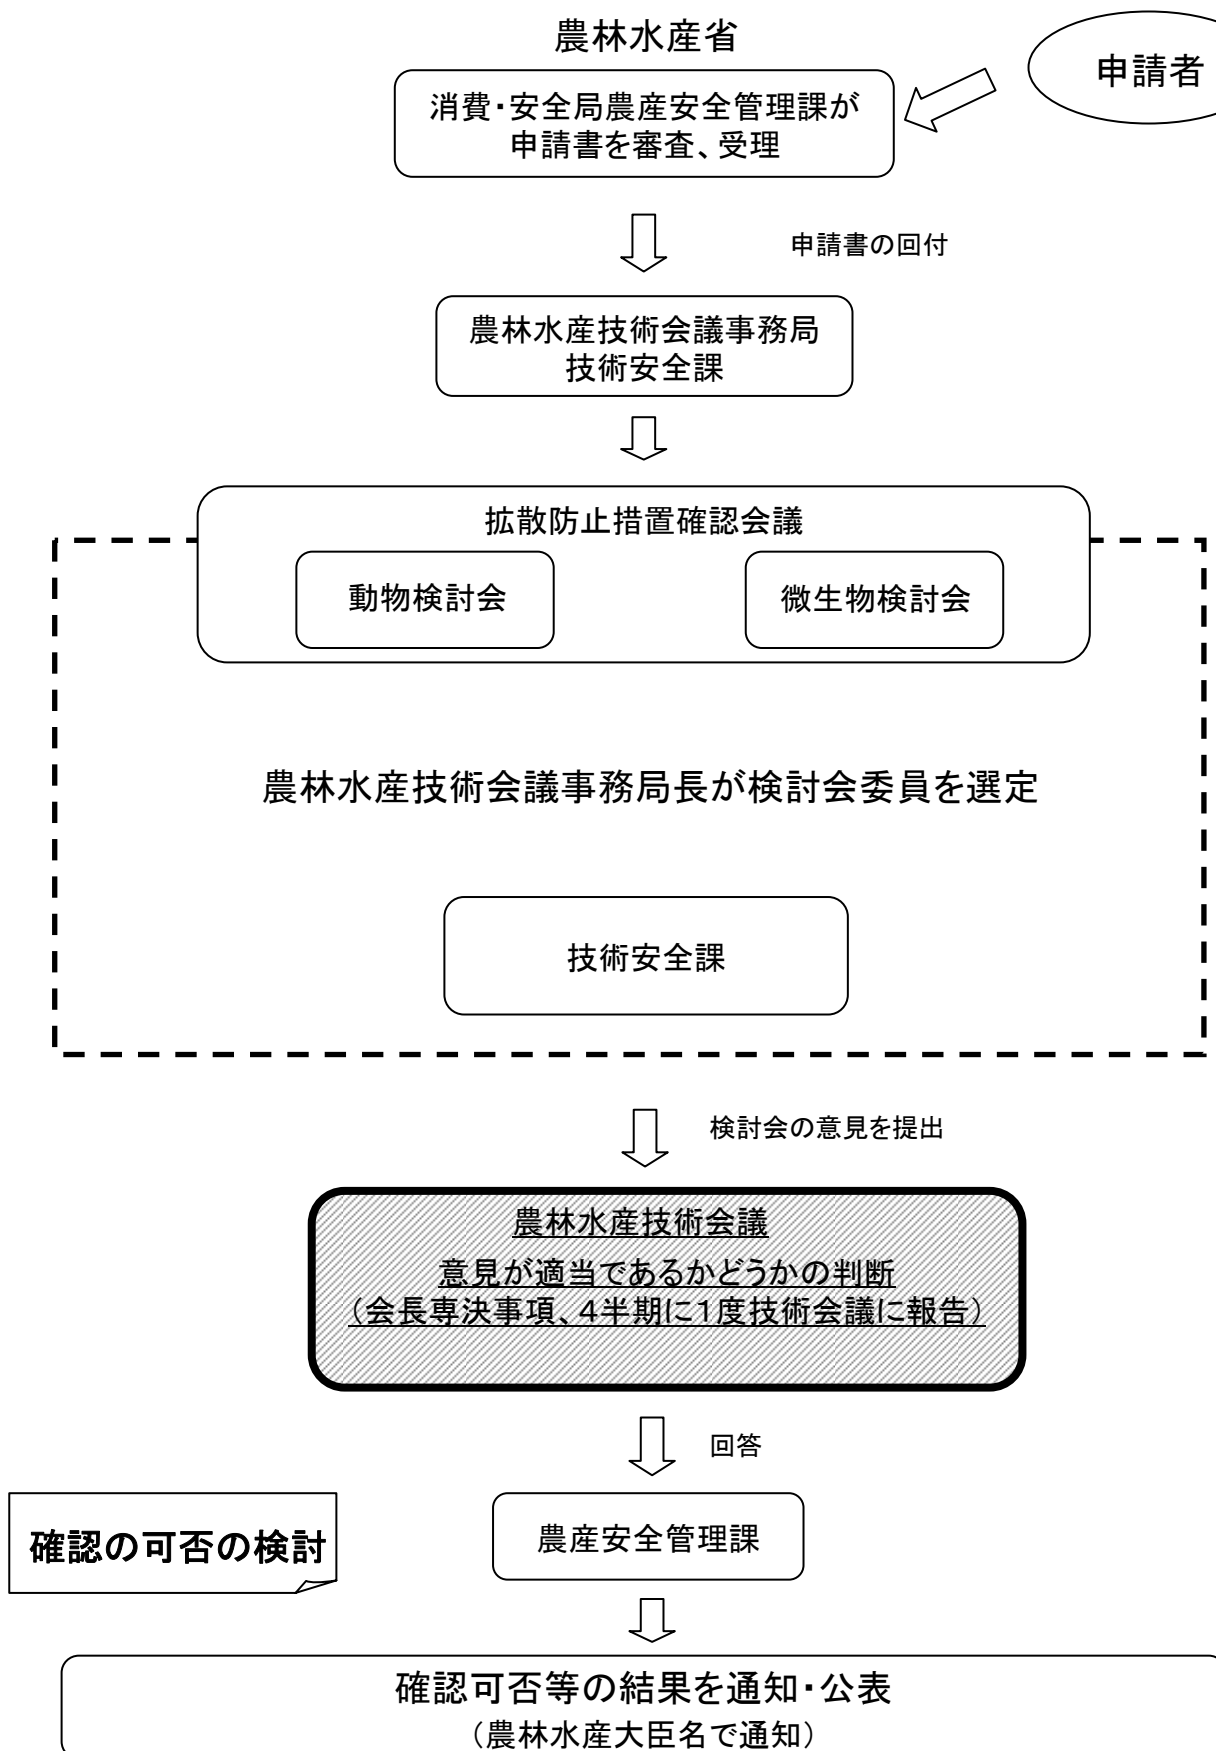 農林水産省
申請者
消費・安全局農産安全管理課が
申請書を審査、受理
申請書の回付
農林水産技術会議事務局
技術安全課
拡散防止措置確認会議
動物検討会
微生物検討会
農林水産技術会議事務局長が検討会委員を選定
技術安全課
検討会の意見を提出
農林水産技術会議
意見が適当であるかどうかの判断
（会長専決事項、４半期に１度技術会議に報告）
回答
確認の可否の検討
農産安全管理課
確認可否等の結果を通知・公表
（農林水産大臣名で通知）